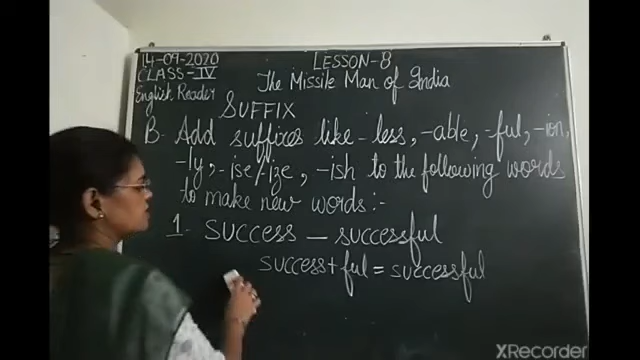 14-09-2020
CLASS-IV
English Reader
LESSON-8
The Missile Man of India
SUFFIX
B- Add suffixes like -less, -able, -ful, -ion,
-ly, -ise/-ize, -ish to the following words
to make new words:-
1. SUCCESS - successful
success+ful=successful
XRecorder